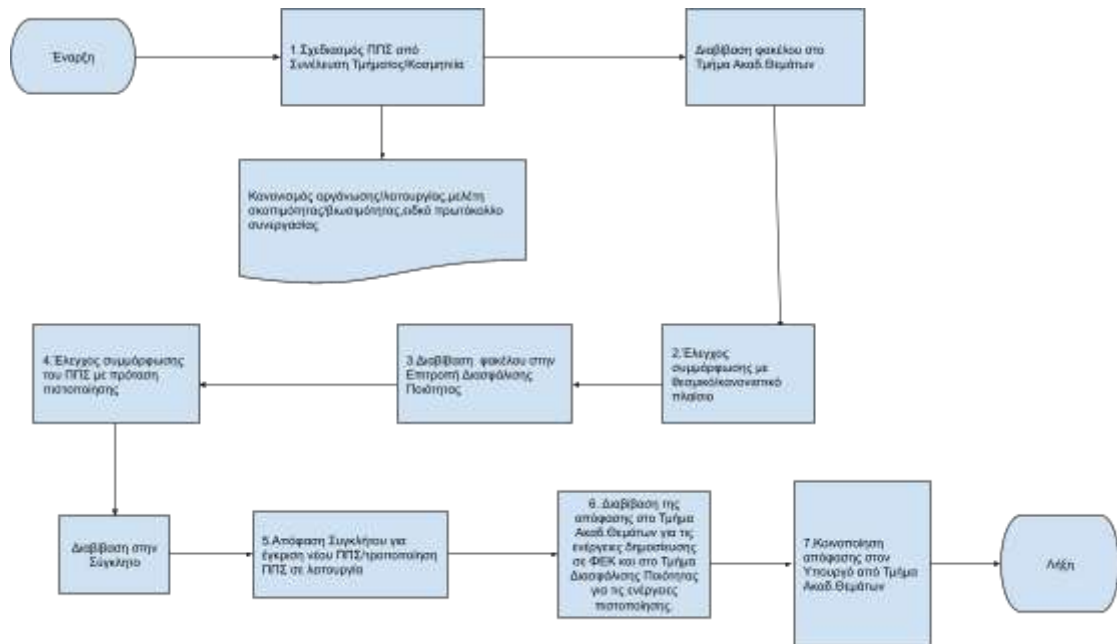 Έναρξη
1.Σχεδιασμός ΠΠΣ από
Συνέλευση Τμήματος/Κοσμητεία
Διαβίβαση φακέλου στο
Τμήμα Ακαδ.Θεμάτων
Κανονισμός οργάνωσης/λειτουργίας,μελέτη
σκοπιμότητας/βιωσιμότητας,ειδικό πρωτόκολλο
συνεργασίας
4.Έλεγχος συμμόρφωσης
του ΠΠΣ με πρόταση
πιστοποίησης
3.Διαβίβαση φακέλου στην
Επιτροπή Διασφάλισης
Ποιότητας
2.Έλεγχος
συμμόρφωσης με
θεσμικό/κανονιστικό
πλαίσιο
Διαβίβαση στην
Σύγκλητο
5.Απόφαση Συγκλήτου για
έγκριση νέου ΠΠΣ/τροποποίηση
ΠΠΣ σε λειτουργία
6. Διαβίβαση της
απόφασης στο Τμήμα
Ακαδ.Θεμάτων για τις
ενέργειες δημοσίευσης
σε ΦΕΚ και στο Τμήμα
Διασφάλισης Ποιότητας
για τις ενέργειες
πιστοποίησης.
7.Κοινοποίηση
απόφασης στον
Υπουργό από Τμήμα
Ακαδ.Θεμάτων
Λήξη